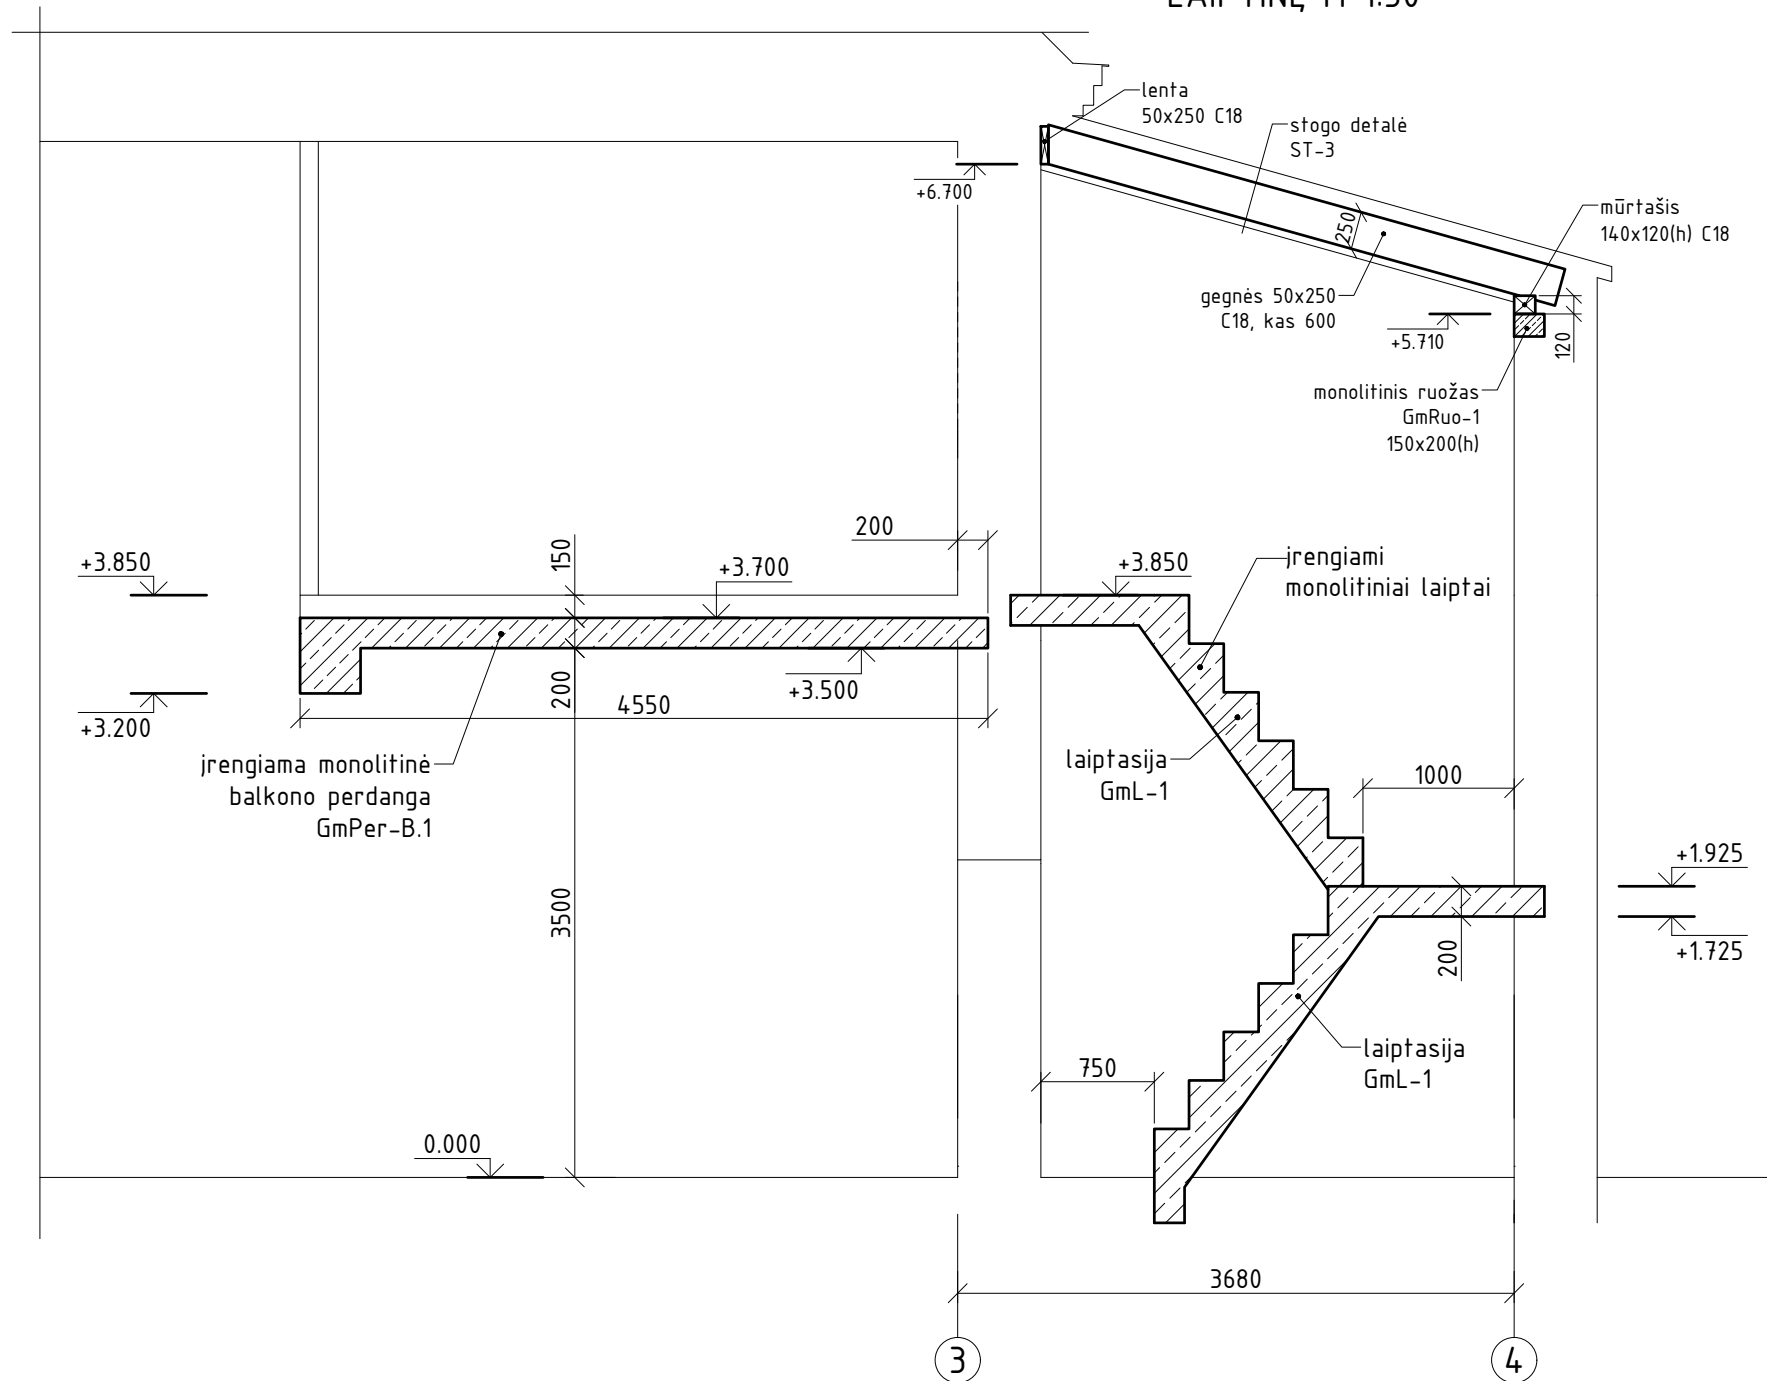 lenta
50x250 C18
stogo detalė
ST-3
+6.700
mūrtašis
140x120(h) C18
250
gegnės 50x250
C18, kas 600
+5.710
120
monolitinis ruožas
GmRuo-1
150x200(h)
200
+3.850
150
+3.700
+3.850
įrengiami
monolitiniai laiptai
+3.200
200
4550
+3.500
įrengiama monolitinė
balkono perdanga
GmPer-B.1
laiptasija
GmL-1
1000
+1.925
3500
200
+1.725
750
laiptasija
GmL-1
0.000
3680
3
4